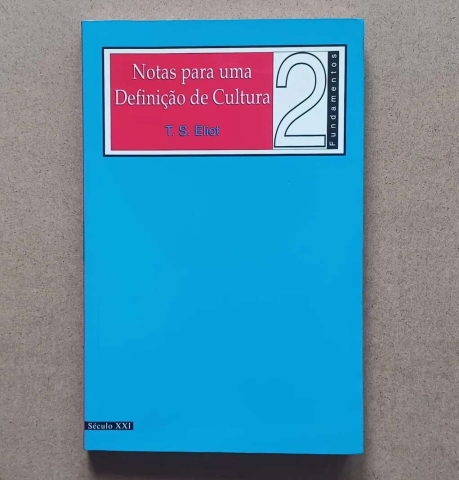 Notas para uma
Definição de Cultura
T. S. Eliot
2
Fundamentos
Século XXI